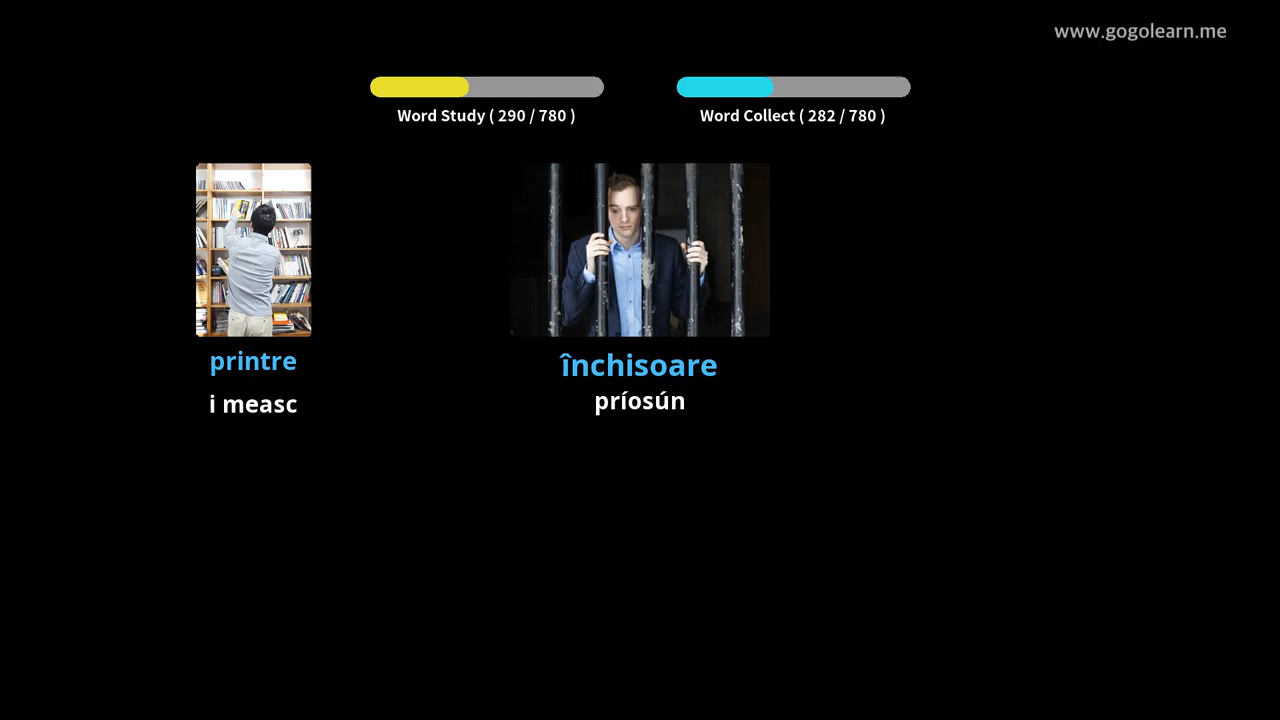 www.gogolearn.me
Word Study ( 290 / 780 )
Word Collect ( 282 / 780 )
printre
i measc
închisoare
príosún